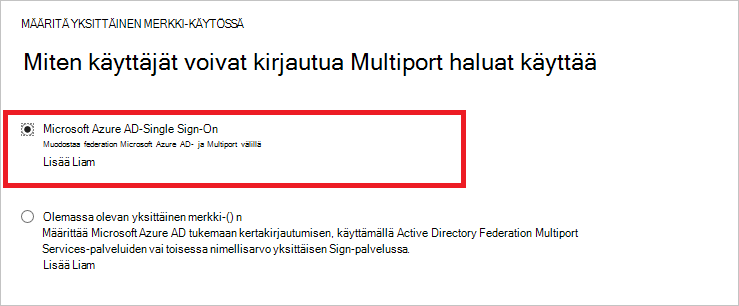 MÄÄRITÄ YKSITTÄINEN MERKKI-KÄYTÖSSÄ
Miten käyttäjät voivat kirjautua Multiport haluat käyttää
Microsoft Azure AD-Single Sign-On
Muodostaa federation Microsoft Azure AD- ja Multiport välillä
Lisää Liam
Olemassa olevan yksittäinen merkki-() n
Määrittää Microsoft Azure AD tukemaan kertakirjautumisen, käyttämällä Active Directory Federation Multiport
Services-palveluiden vai toisessa nimellisarvo yksittäisen Sign-palvelussa.
Lisää Liam